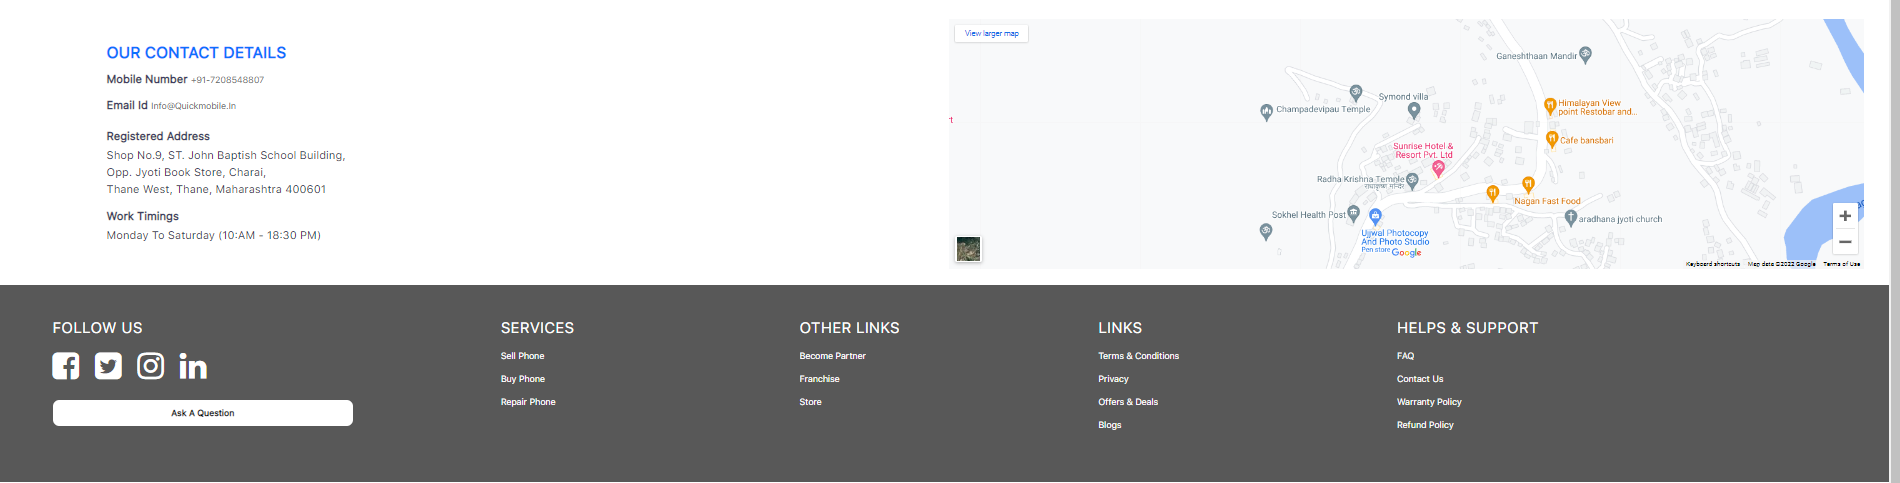 OUR CONTACT DETAILS
Mobile Number +91-7208548807
Email Id Info@Quickmobile.In
Registered Address
Shop No.9, ST. John Baptish School Building,
Opp. Jyoti Book Store, Charai,
Thane West, Thane, Maharashtra 400601
Work Timings
Monday To Saturday (10:AM - 18:30 PM)
View larger map
Ganeshthaan Mandir
Symond villa
Champadevipau Temple
Himalayan View
point Restobar and...
Cafe bansbari
Sunrise Hotel &
Resort Pvt. Ltd
Radha Krishna Temple
राधाकृष्ण मन्दिर
Nagan Fast Food
Sokhel Health Post
aradhana jyoti church
Ujjwal Photocopy
And Photo Studio
Pen store
Google
Keyboard shortcuts
Map data ©2022 Google
Terms of Use
FOLLOW US
Ask A Question
SERVICES
Sell Phone
Buy Phone
Repair Phone
OTHER LINKS
Become Partner
Franchise
Store
LINKS
Terms & Conditions
Privacy
Offers & Deals
Blogs
HELPS & SUPPORT
FAQ
Contact Us
Warranty Policy
Refund Policy